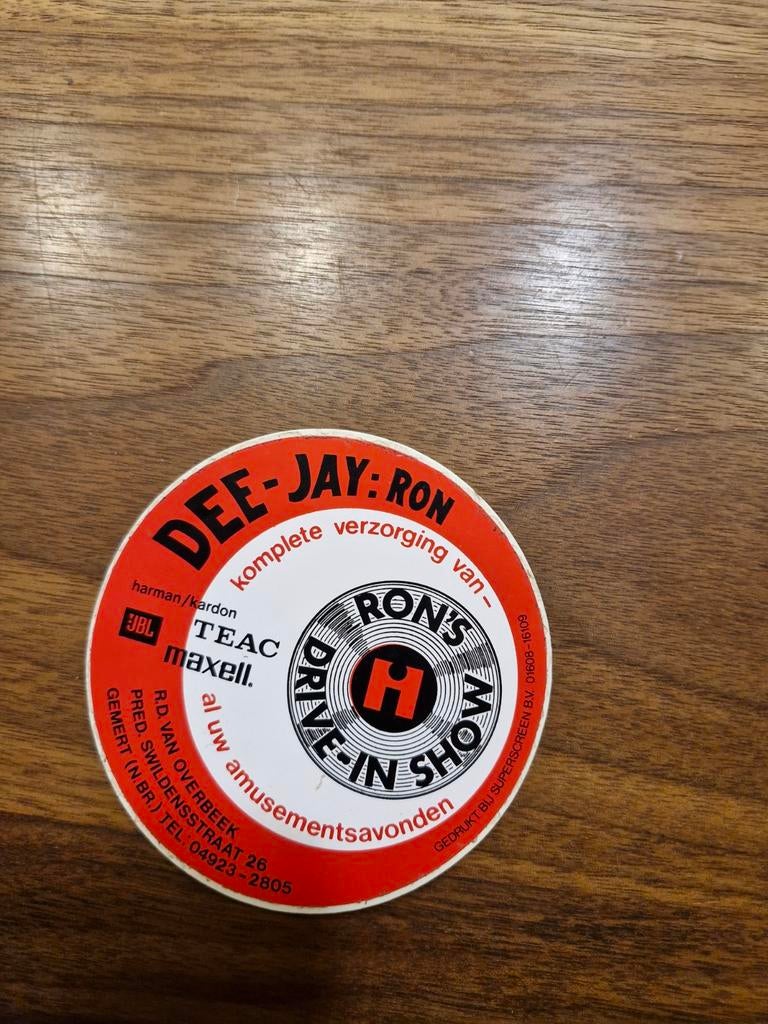 DEE-JAY: RON
komplete verzorging van-
harman/kardon
JBL
TEAC
maxell.
RON'S
DRIVE-IN SHOW
H
al uw amusementsavonden
R.D. VAN OVERBEEK
PRED. SWILDENSSTRAAT 26
GEMERT (N.BR.) TEL. 04923-2805
GEDRUKT BIJ SUPERSCREEN B.V. 01608-16109